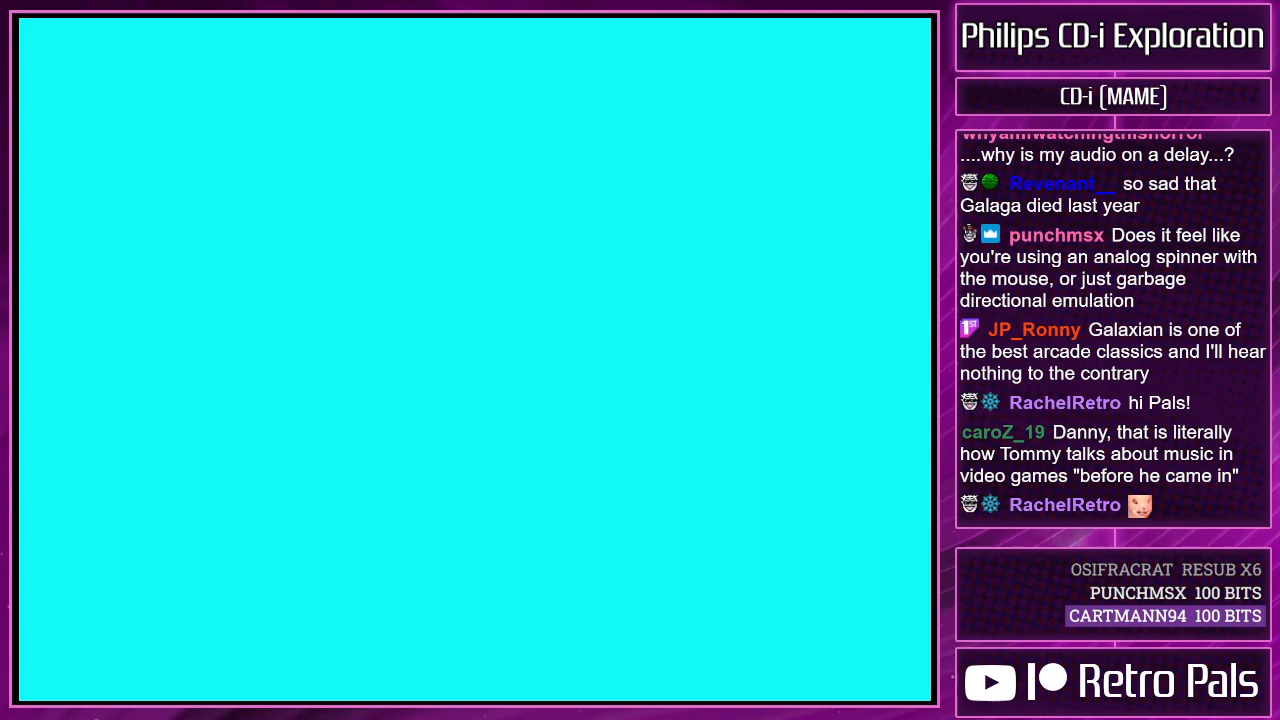 Philips CD-i Exploration
CD-i [MAME]
whyamiwatchingthishorror
....why is my audio on a delay...?
Revenant__ so sad that
Galaga died last year
punchmsx Does it feel like
you're using an analog spinner with
the mouse, or just garbage
directional emulation
1ST JP_Ronny Galaxian is one of
the best arcade classics and I'll hear
nothing to the contrary
RachelRetro hi Pals!
caroZ_19 Danny, that is literally
how Tommy talks about music in
video games "before he came in"
RachelRetro
OSIFRACRAT RESUB X6
PUNCHMSX 100 BITS
CARTMANN94 100 BITS
Retro Pals